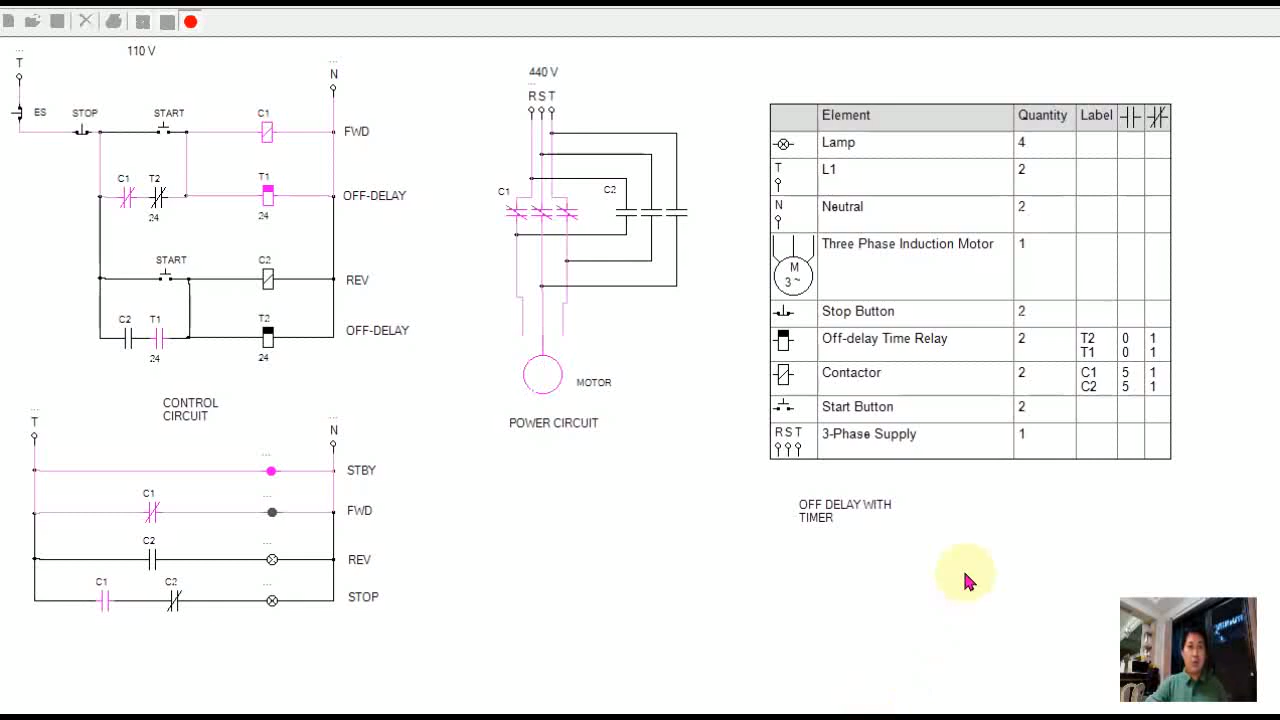 110 V
T
N
ES
STOP
START
C1
FWD
C1
T2
T1
OFF-DELAY
24
24
START
C2
REV
C2
T1
T2
OFF-DELAY
24
24
CONTROL
CIRCUIT
T
N
STBY
C1
FWD
C2
REV
C1
C2
STOP
440 V
R S T
C1
C2
MOTOR
POWER CIRCUIT
Element Quantity Label
Lamp 4
T L1 2
N Neutral 2
M 3 ~ Three Phase Induction Motor 1
Stop Button 2
Off-delay Time Relay 2 T2 0 1
T1 0 1
Contactor 2 C1 5 1
C2 5 1
Start Button 2
R S T 3-Phase Supply 1
OFF DELAY WITH
TIMER